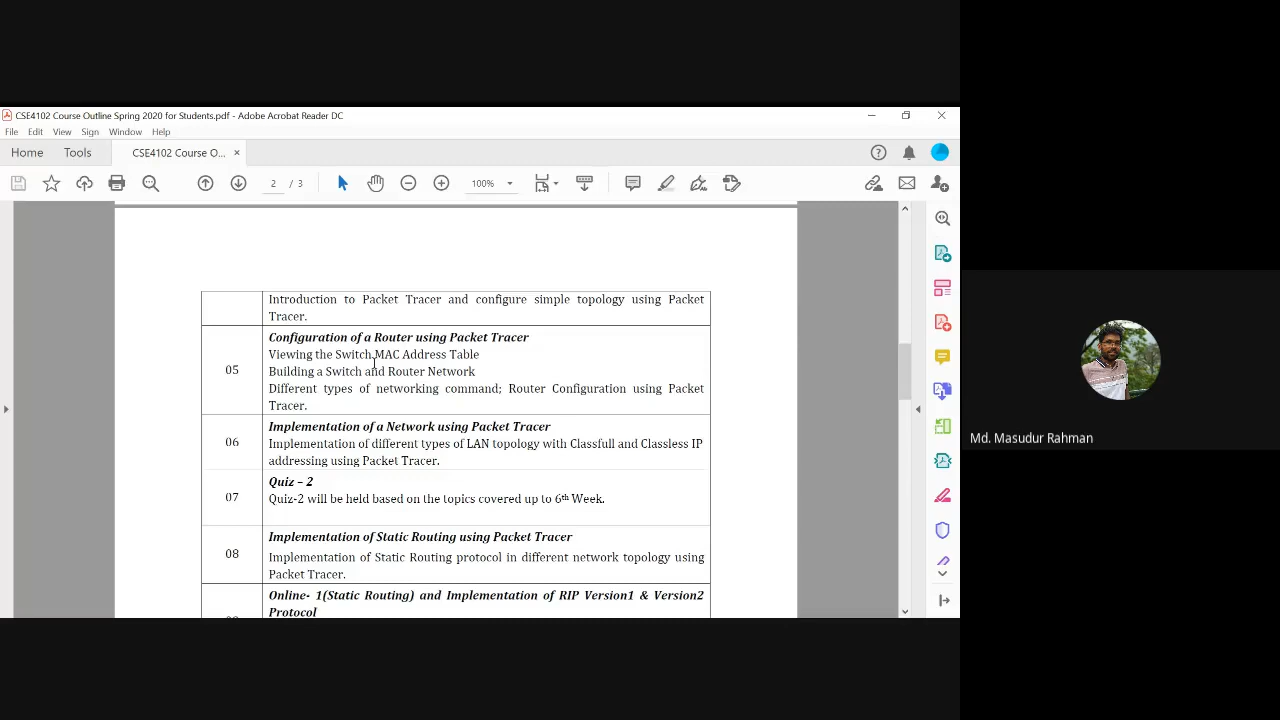 CSE4102 Course Outline Spring 2020 for Students.pdf - Adobe Acrobat Reader DC
File Edit View Sign Window Help
Home Tools CSE4102 Course O... ×
2 / 3 100%
Introduction to Packet Tracer and configure simple topology using Packet
Tracer.
Configuration of a Router using Packet Tracer
Viewing the Switch MAC Address Table
05
Building a Switch and Router Network
Different types of networking command; Router Configuration using Packet
Tracer.
Implementation of a Network using Packet Tracer
06
Implementation of different types of LAN topology with Classfull and Classless IP
addressing using Packet Tracer.
Quiz – 2
07
Quiz-2 will be held based on the topics covered up to 6th Week.
Implementation of Static Routing using Packet Tracer
08
Implementation of Static Routing protocol in different network topology using
Packet Tracer.
Online- 1(Static Routing) and Implementation of RIP Version1 & Version2
Protocol
Md. Masudur Rahman